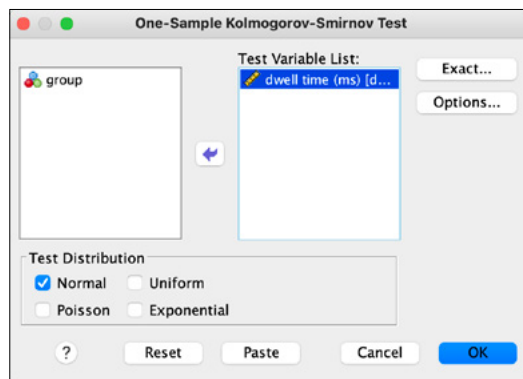 One-Sample Kolmogorov-Smirnov Test
Test Variable List:
group
dwell time (ms) [d...
Exact...
Options...
Test Distribution
Normal Uniform
Poisson Exponential
? Reset Paste Cancel OK